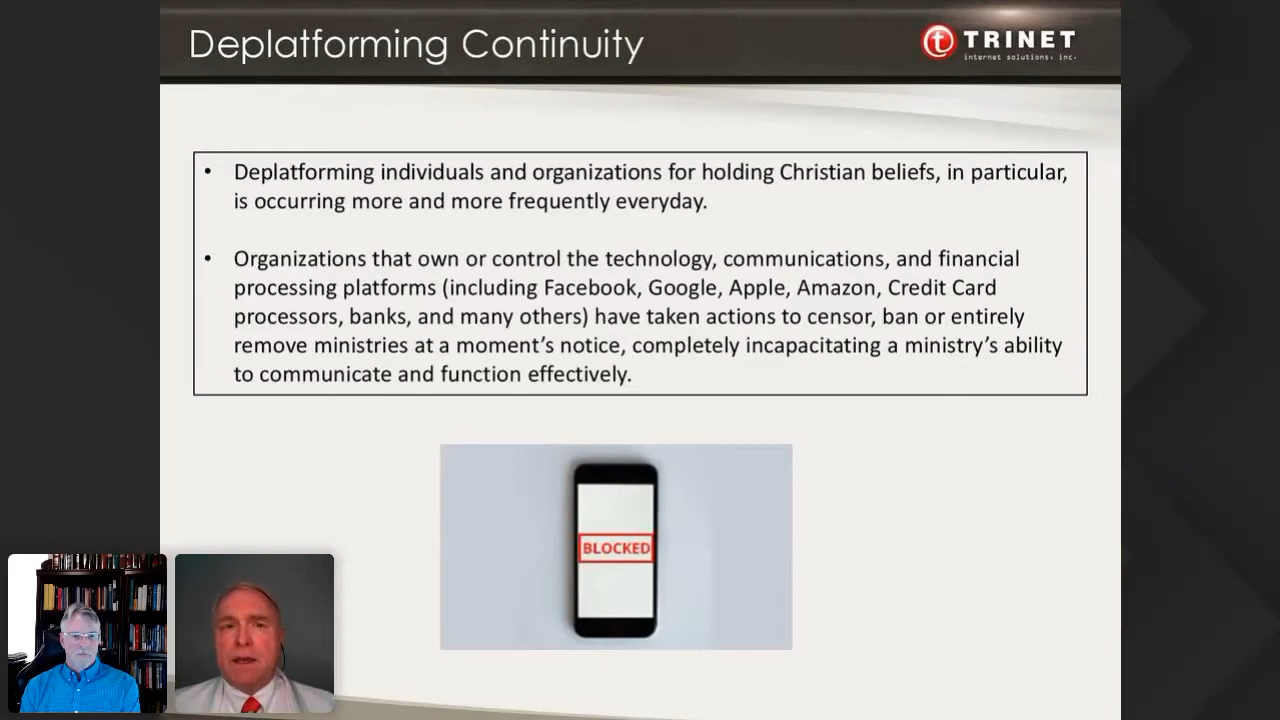 Deplatforming Continuity
t TRINET
internet solutions, inc.
• Deplatforming individuals and organizations for holding Christian beliefs, in particular,
is occurring more and more frequently everyday.
• Organizations that own or control the technology, communications, and financial
processing platforms (including Facebook, Google, Apple, Amazon, Credit Card
processors, banks, and many others) have taken actions to censor, ban or entirely
remove ministries at a moment’s notice, completely incapacitating a ministry’s ability
to communicate and function effectively.
BLOCKED